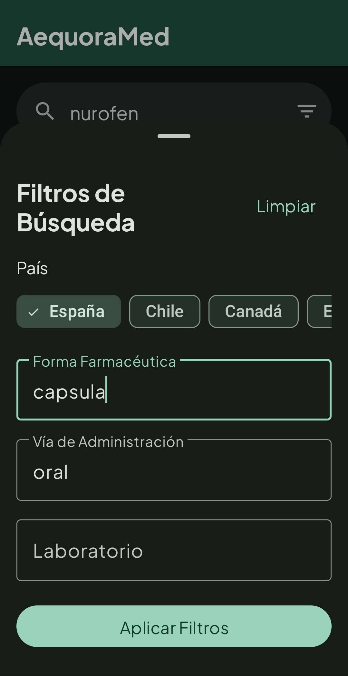 AequoraMed
nurofen
Filtros de
Búsqueda
Limpiar
País
España
Chile
Canadá
E
Forma Farmacéutica
capsula
Vía de Administración
oral
Laboratorio
Aplicar Filtros